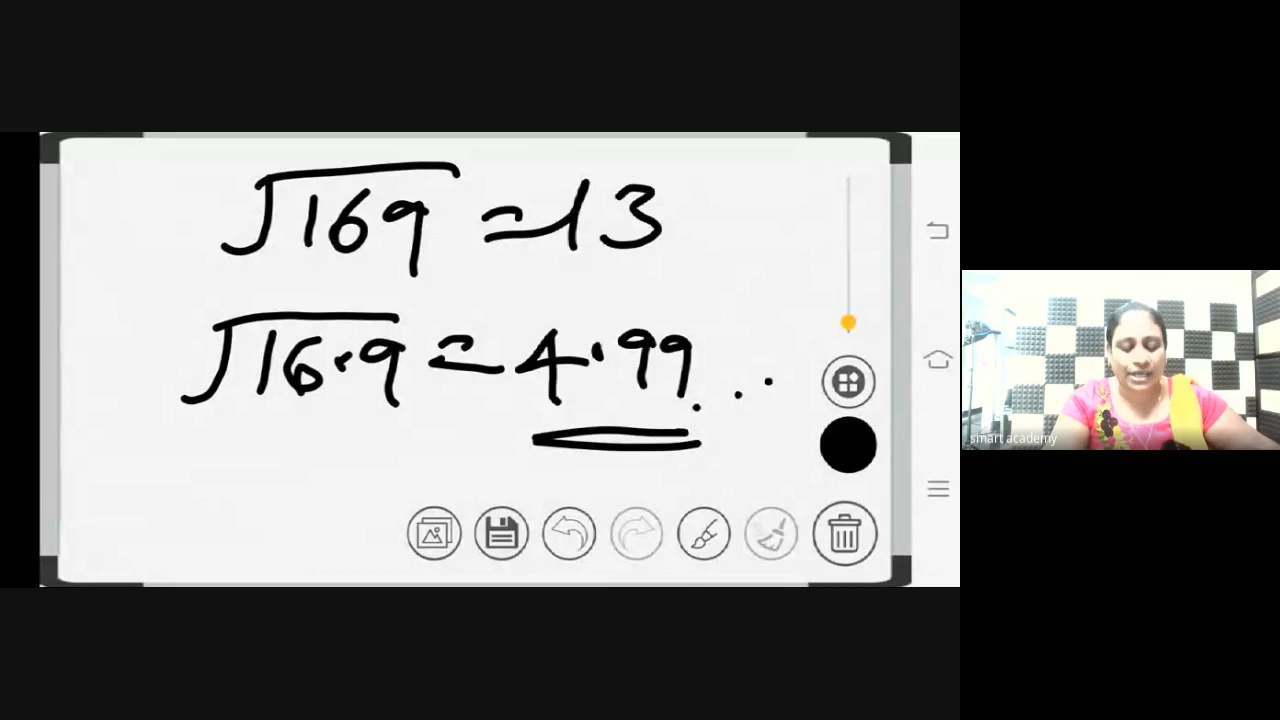 √169 = 13
√16.9 = 4.99...
smart academy